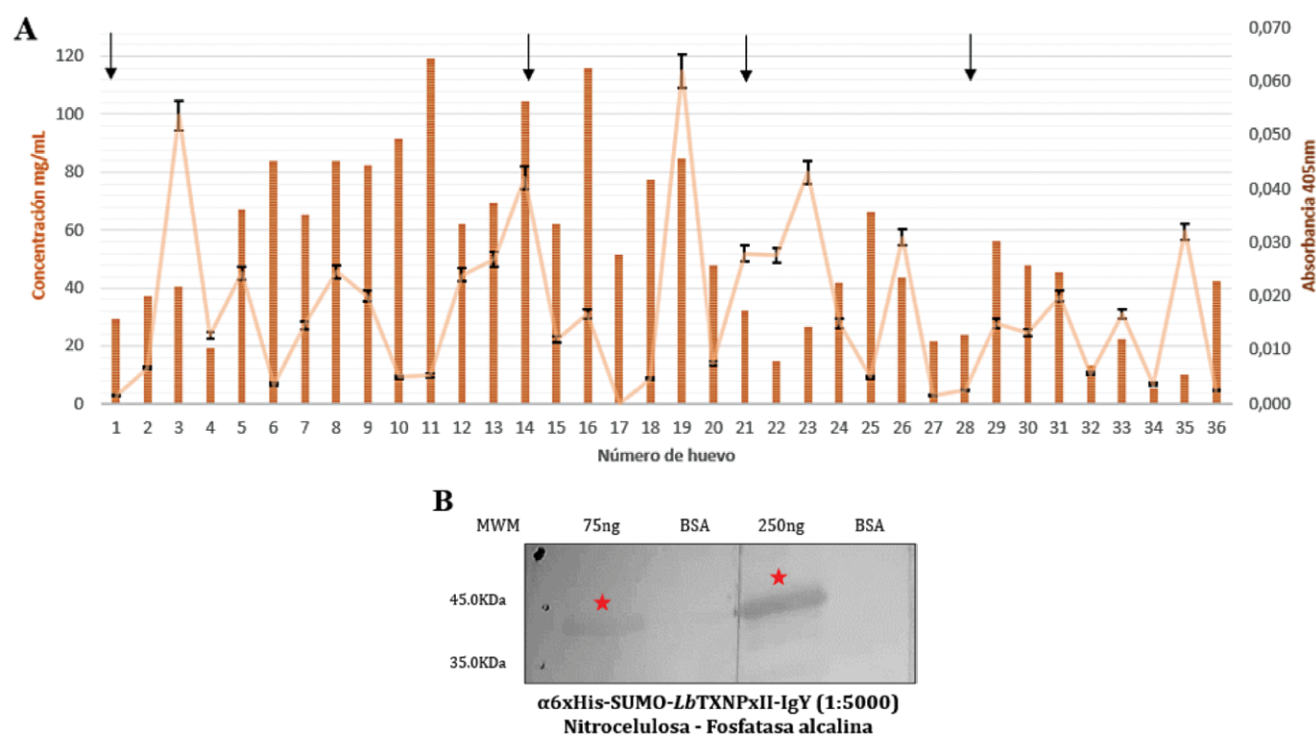 A
Concentración mg/mL
120
100
80
60
40
20
0
0,070
0,060
0,050
0,040
0,030
0,020
0,010
0,000
Absorbancia 405nm
1 2 3 4 5 6 7 8 9 10 11 12 13 14 15 16 17 18 19 20 21 22 23 24 25 26 27 28 29 30 31 32 33 34 35 36
Número de huevo
B
MWM 75ng BSA 250ng BSA
45.0KDa
35.0KDa
α6xHis-SUMO-LbTXNPxII-IgY (1:5000)
Nitrocelulosa - Fosfatasa alcalina